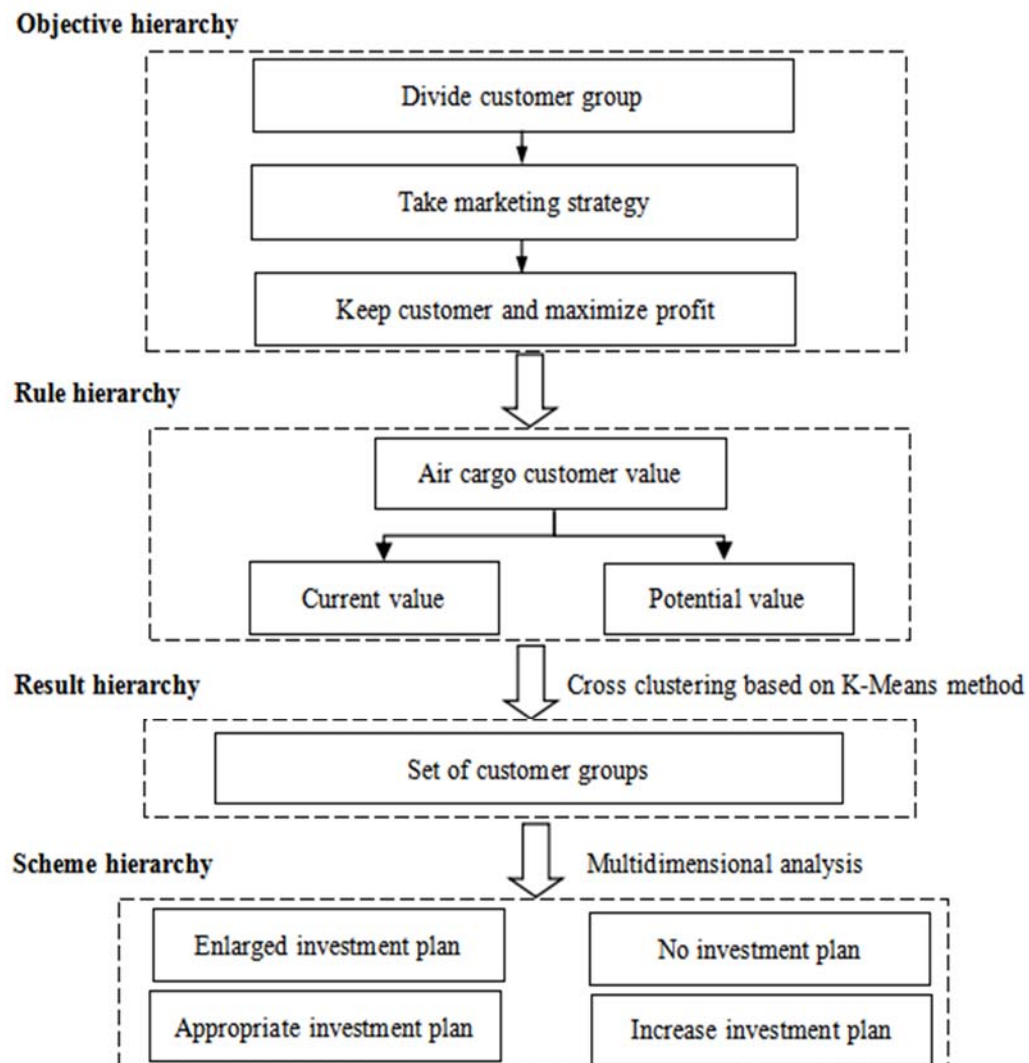 Objective hierarchy
Divide customer group
Take marketing strategy
Keep customer and maximize profit
Rule hierarchy
Air cargo customer value
Current value
Potential value
Result hierarchy
Cross clustering based on K-Means method
Set of customer groups
Scheme hierarchy
Multidimensional analysis
Enlarged investment plan
No investment plan
Appropriate investment plan
Increase investment plan